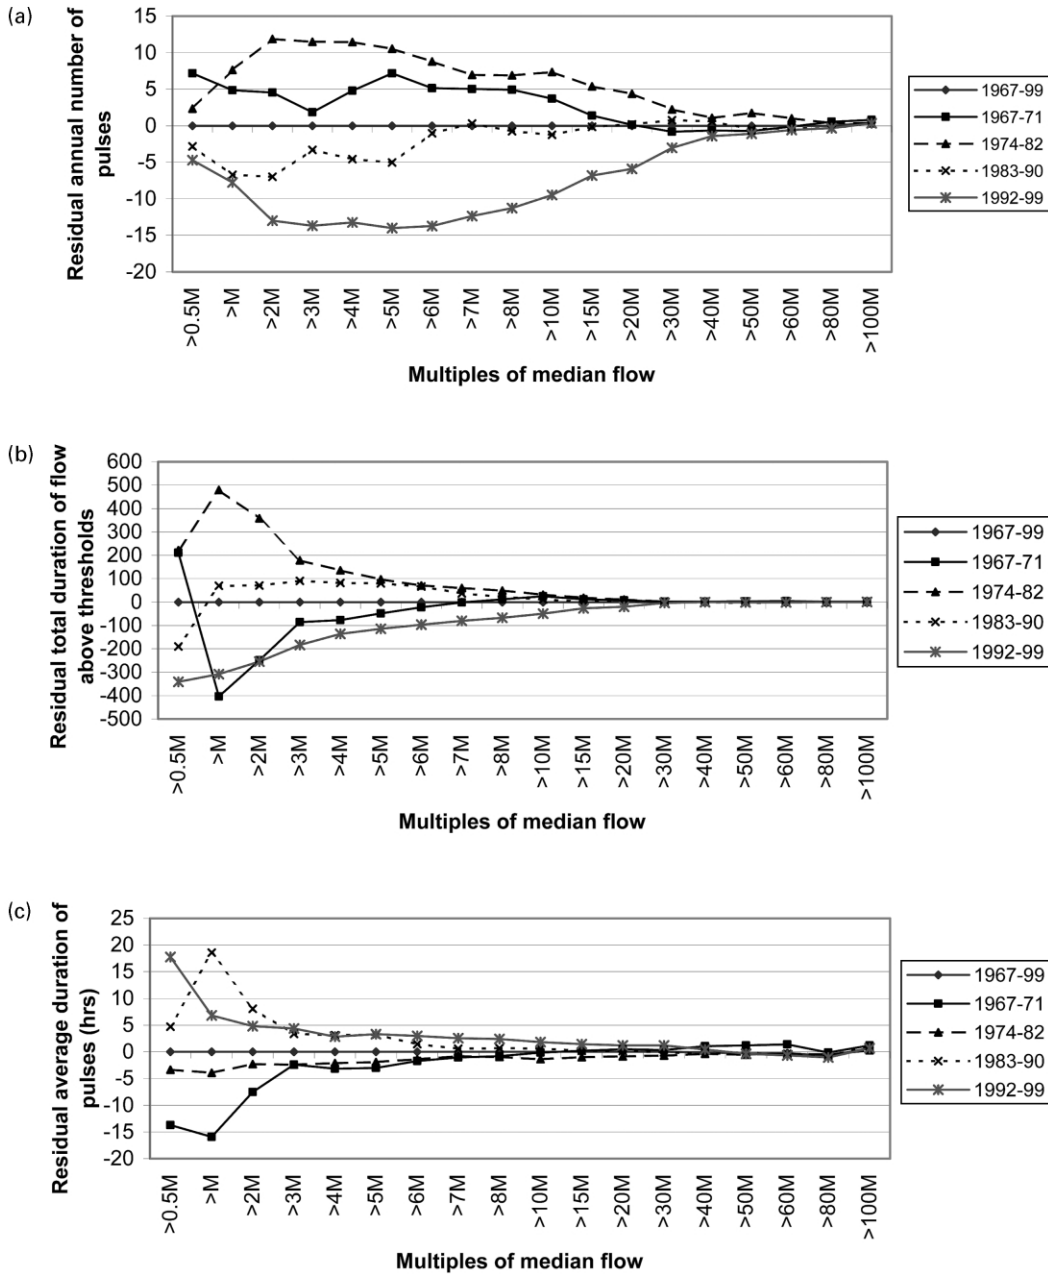 (a)
Residual annual number of
pulses
15
10
5
0
-5
-10
-15
-20
>0.5M
>M
>2M
>3M
>4M
>5M
>6M
>7M
>8M
>10M
>15M
>20M
>30M
>40M
>50M
>60M
>80M
>100M
Multiples of median flow
1967-99
1967-71
1974-82
1983-90
1992-99
(b)
Residual total duration of flow
above thresholds
600
500
400
300
200
100
0
-100
-200
-300
-400
-500
>0.5M
>M
>2M
>3M
>4M
>5M
>6M
>7M
>8M
>10M
>15M
>20M
>30M
>40M
>50M
>60M
>80M
>100M
Multiples of median flow
1967-99
1967-71
1974-82
1983-90
1992-99
(c)
Residual average duration of
pulses (hrs)
25
20
15
10
5
0
-5
-10
-15
-20
>0.5M
>M
>2M
>3M
>4M
>5M
>6M
>7M
>8M
>10M
>15M
>20M
>30M
>40M
>50M
>60M
>80M
>100M
Multiples of median flow
1967-99
1967-71
1974-82
1983-90
1992-99